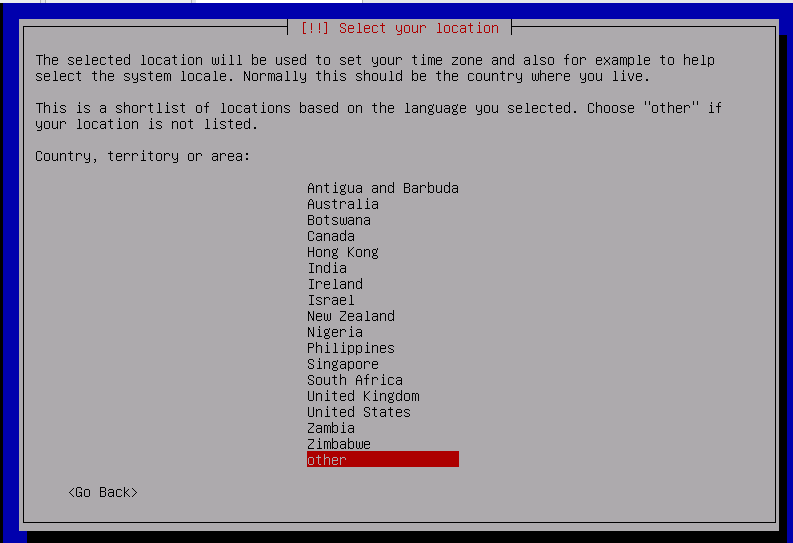 [!!] Select your location
The selected location will be used to set your time zone and also for example to help
select the system locale. Normally this should be the country where you live.
This is a shortlist of locations based on the language you selected. Choose "other" if
your location is not listed.
Country, territory or area:
Antigua and Barbuda
Australia
Botswana
Canada
Hong Kong
India
Ireland
Israel
New Zealand
Nigeria
Philippines
Singapore
South Africa
United Kingdom
United States
Zambia
Zimbabwe
other
<Go Back>